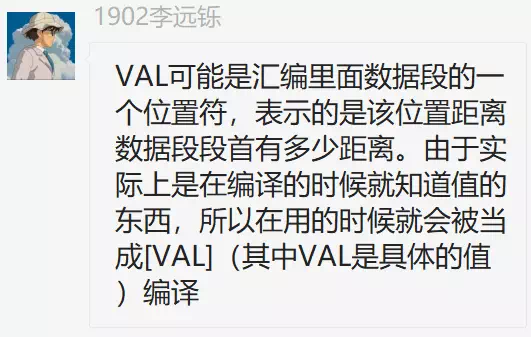 1902李远铄
VAL可能是汇编里面数据段的一
个位置符，表示的是该位置距离
数据段段首有多少距离。由于实
际上是在编译的时候就知道值的
东西，所以在用的时候就会被当
成[VAL]（其中VAL是具体的值
）编译